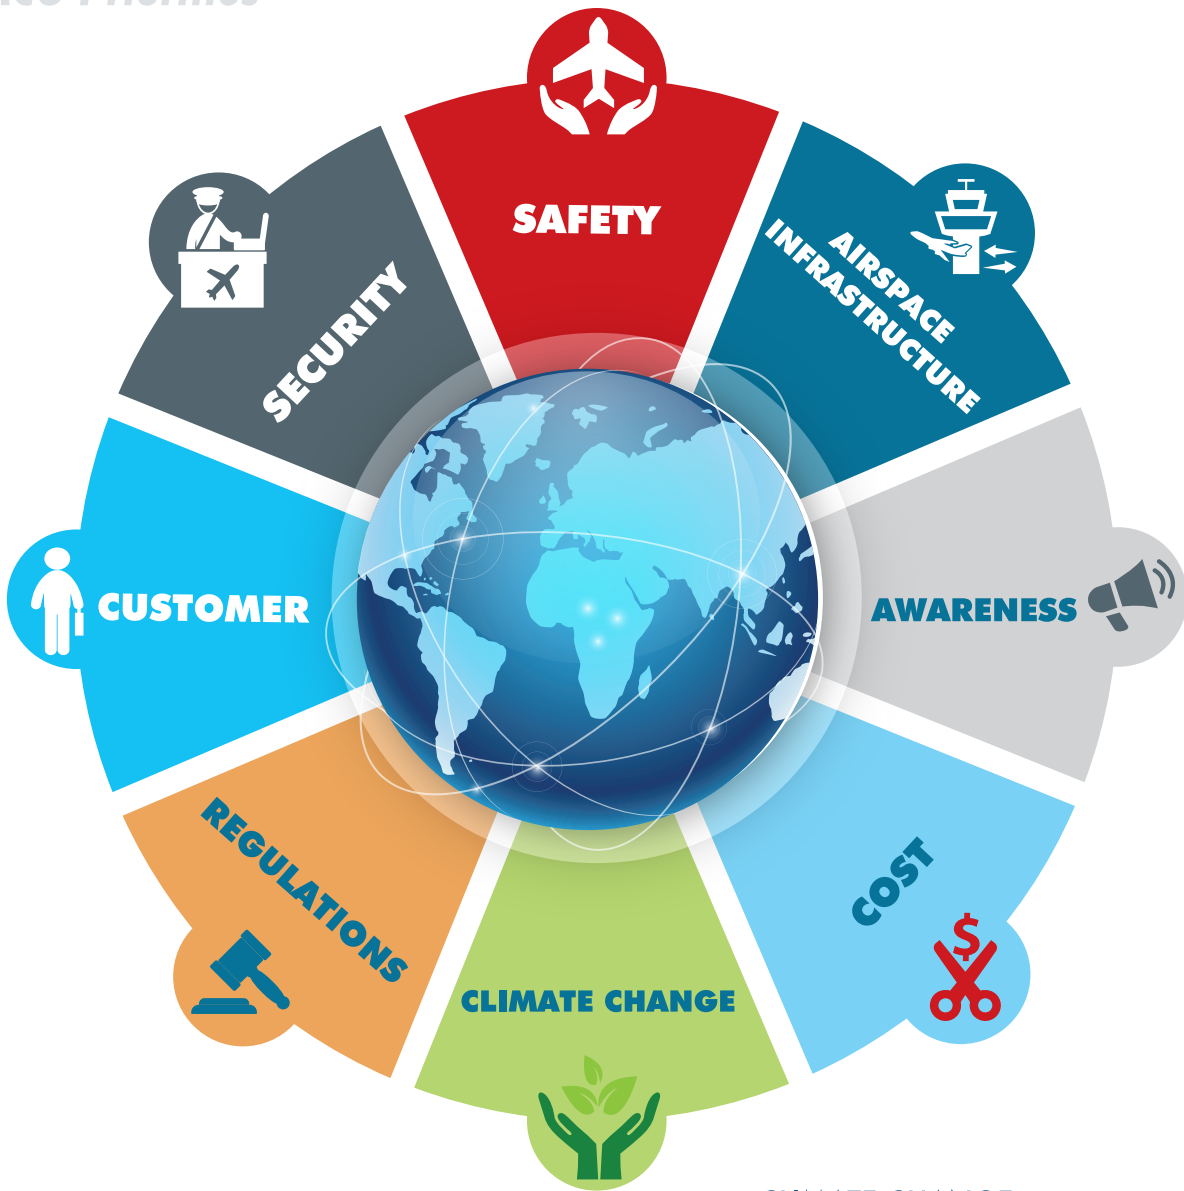 SAFETY
AIRSPACE
INFRASTRUCTURE
SECURITY
CUSTOMER
AWARENESS
REGULATIONS
COST
$
CLIMATE CHANGE